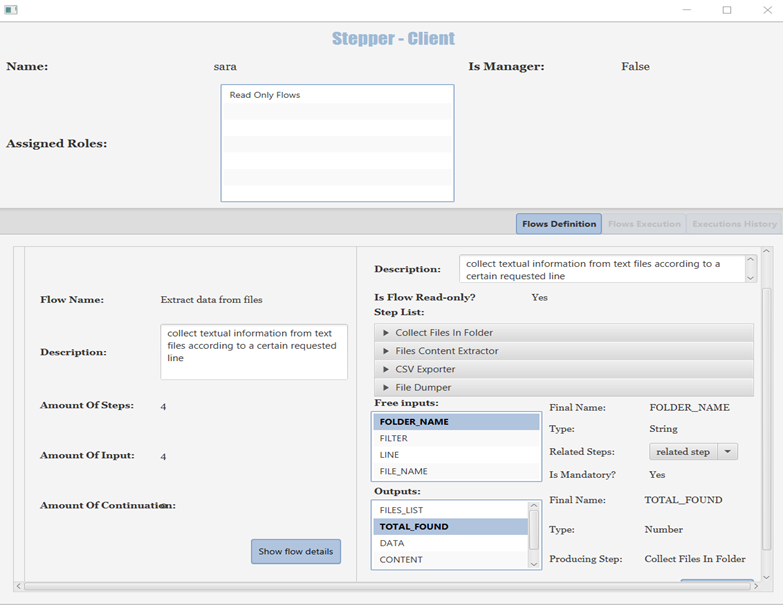 Stepper - Client
Name: sara Is Manager: False
Assigned Roles: Read Only Flows
Flows Definition Flows Execution Executions History
Flow Name: Extract data from files
Description: collect textual information from text
files according to a certain requested
line
Amount Of Steps: 4
Amount Of Input: 4
Amount Of Continuation:
Show flow details
Description: collect textual information from text files according to a
certain requested line
Is Flow Read-only? Yes
Step List:
Collect Files In Folder
Files Content Extractor
CSV Exporter
File Dumper
Free inputs:
FOLDER_NAME
FILTER
LINE
FILE_NAME
Final Name: FOLDER_NAME
Type: String
Related Steps: related step
Is Mandatory? Yes
Outputs:
FILES_LIST
TOTAL_FOUND
DATA
CONTENT
Final Name: TOTAL_FOUND
Type: Number
Producing Step: Collect Files In Folder